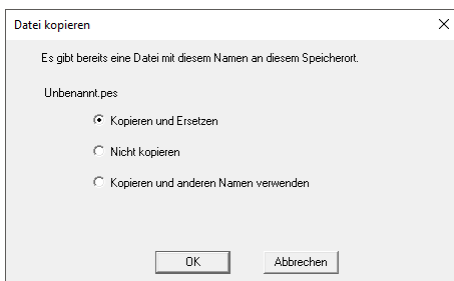 Datei kopieren
Es gibt bereits eine Datei mit diesem Namen an diesem Speicherort.
Unbenannt.pes
Kopieren und Ersetzen
Nicht kopieren
Kopieren und anderen Namen verwenden
OK Abbrechen